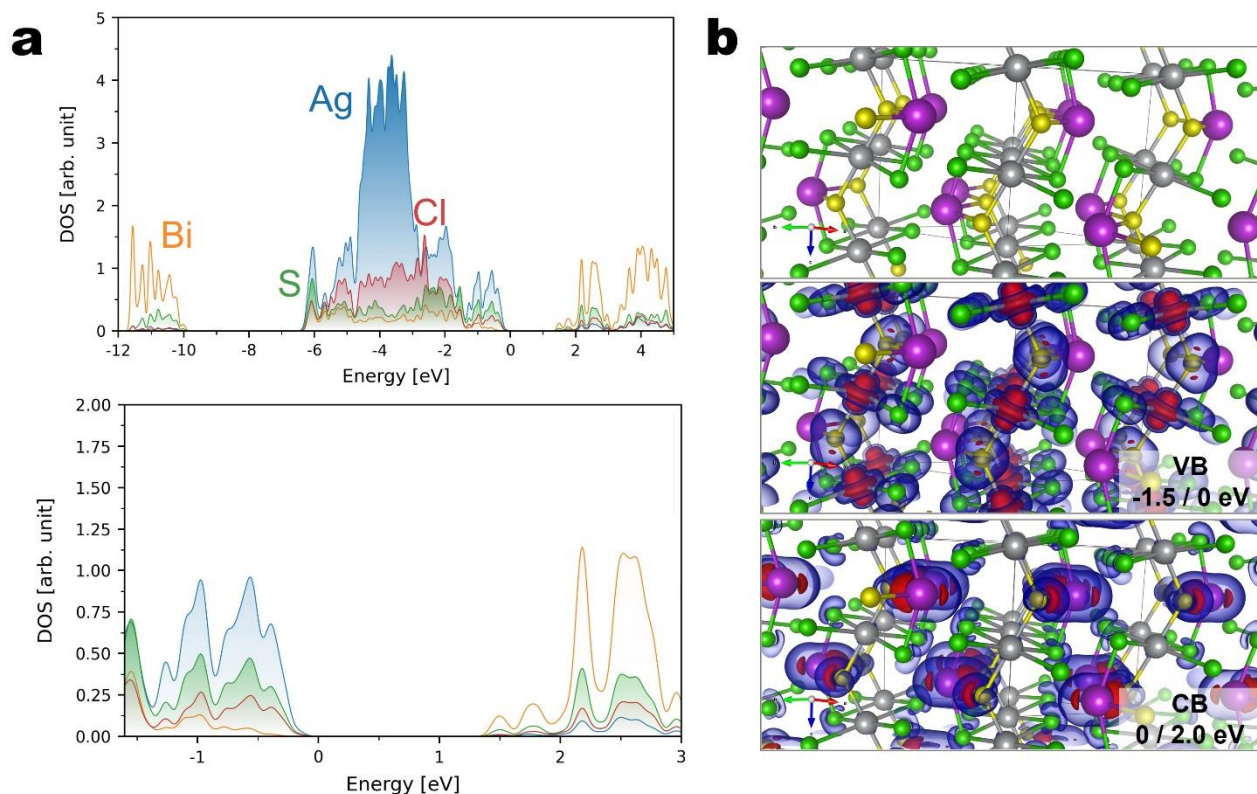 a
5
4
3
2
1
0
DOS [arb. unit]
Ag
Cl
Bi
S
-12 -10 -8 -6 -4 -2 0 2 4
Energy [eV]
2.00
1.75
1.50
1.25
1.00
0.75
0.50
0.25
0.00
DOS [arb. unit]
-1 0 1 2 3
Energy [eV]
b
VB
-1.5 / 0 eV
CB
0 / 2.0 eV